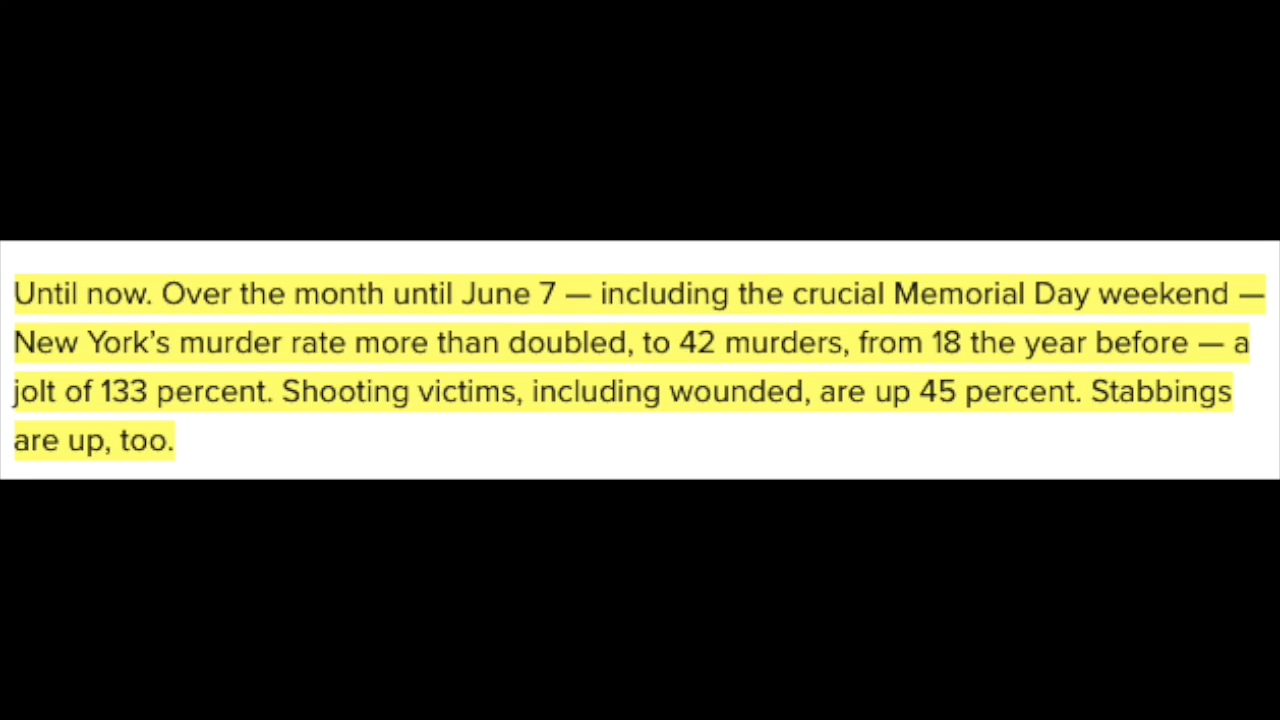 Until now. Over the month until June 7 — including the crucial Memorial Day weekend —
New York’s murder rate more than doubled, to 42 murders, from 18 the year before — a
jolt of 133 percent. Shooting victims, including wounded, are up 45 percent. Stabbings
are up, too.